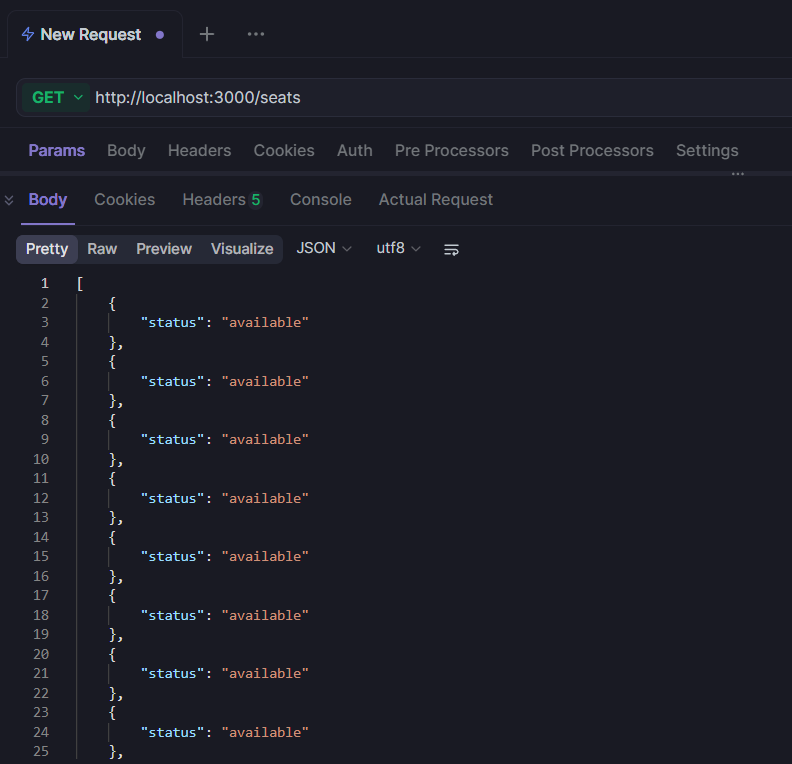 New Request
GET http://localhost:3000/seats
Params Body Headers Cookies Auth Pre Processors Post Processors Settings
Body Cookies Headers 5 Console Actual Request
Pretty Raw Preview Visualize JSON utf8
1 [
2 {
3 "status": "available"
4 },
5 {
6 "status": "available"
7 },
8 {
9 "status": "available"
10 },
11 {
12 "status": "available"
13 },
14 {
15 "status": "available"
16 },
17 {
18 "status": "available"
19 },
20 {
21 "status": "available"
22 },
23 {
24 "status": "available"
25 },